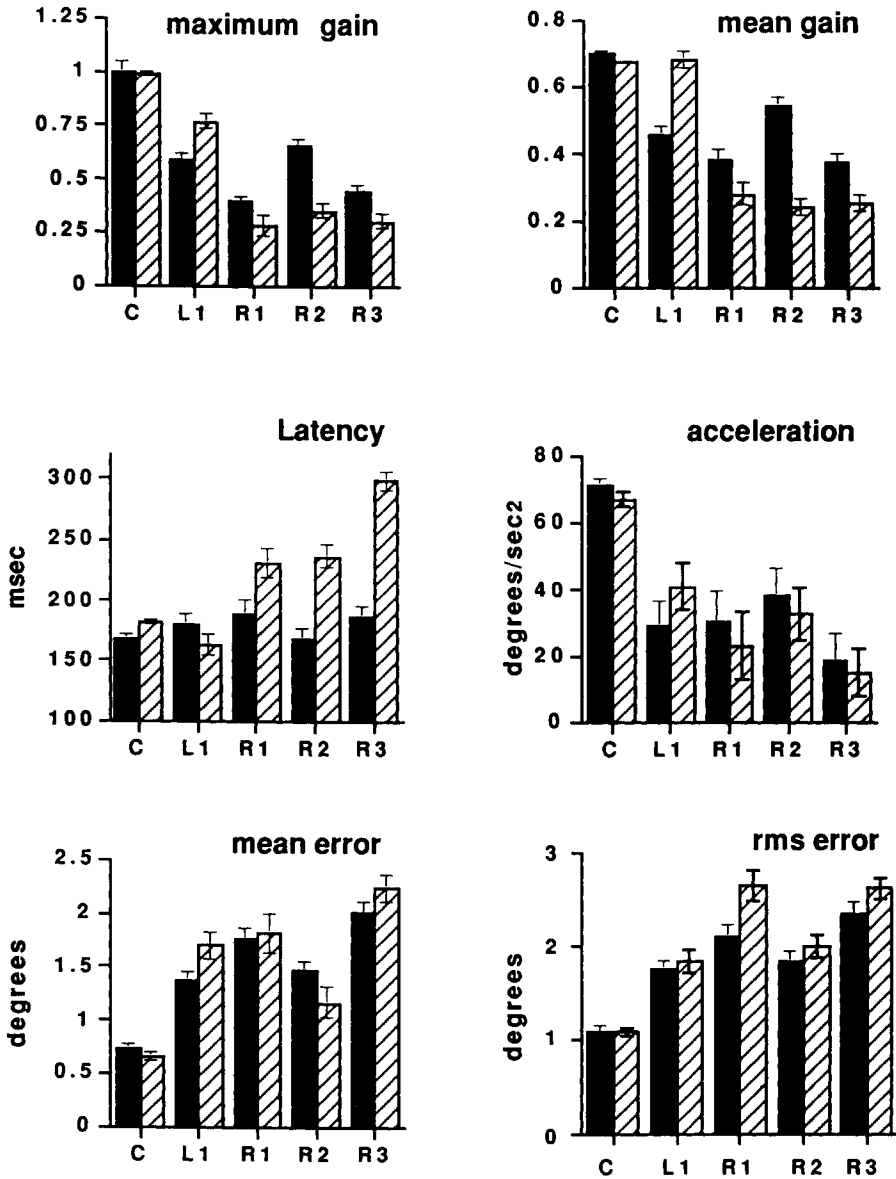 maximum gain
1.25
1
0.75
0.5
0.25
0
C L1 R1 R2 R3
mean gain
0.8
0.6
0.4
0.2
0
C L1 R1 R2 R3
Latency
msec
300
250
200
150
100
C L1 R1 R2 R3
acceleration
degrees/sec2
80
60
40
20
0
C L1 R1 R2 R3
mean error
degrees
2.5
2
1.5
1
0.5
0
C L1 R1 R2 R3
rms error
degrees
3
2
1
0
C L1 R1 R2 R3